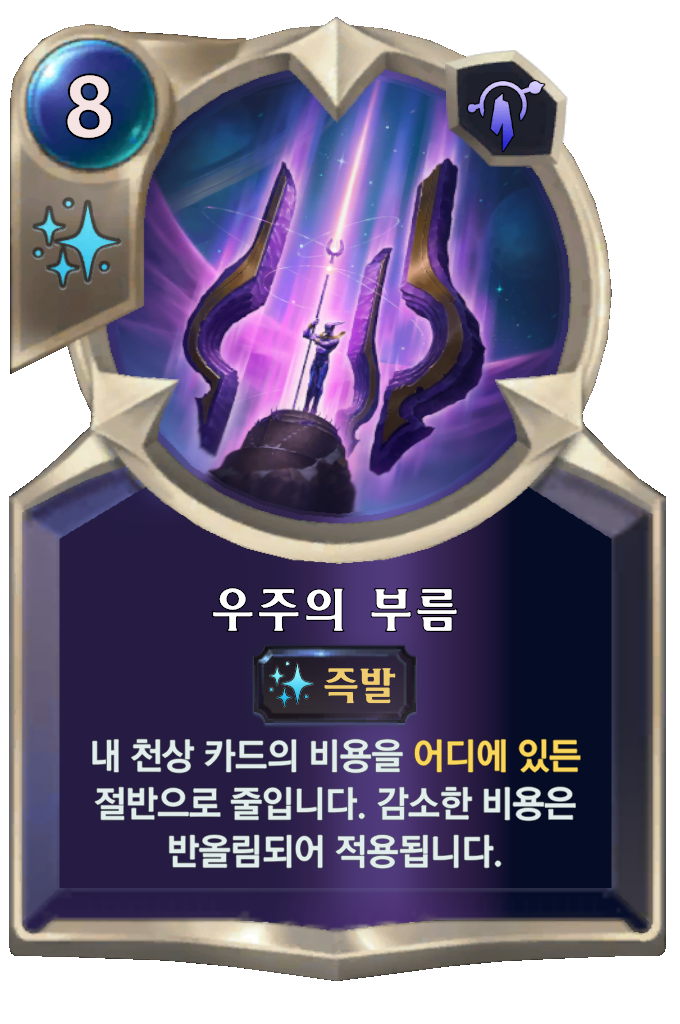 8
우주의 부름
즉발
내 천상 카드의 비용을 어디에 있든
절반으로 줄입니다. 감소한 비용은
반올림되어 적용됩니다.